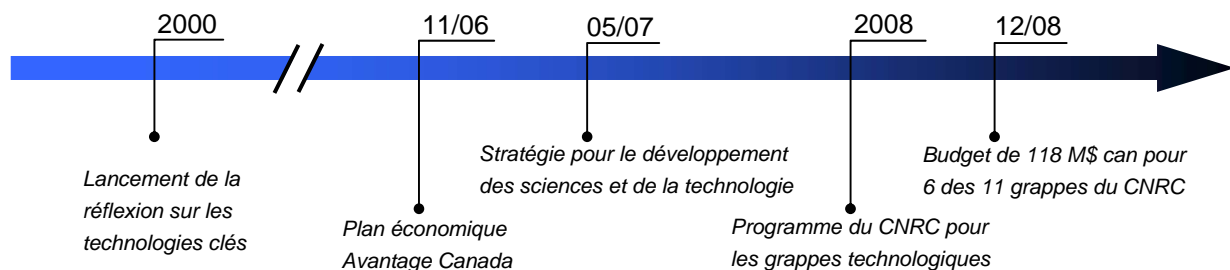 2000
11/06
05/07
2008
12/08
Lancement de la
réflexion sur les
technologies clés
Plan économique
Avantage Canada
Stratégie pour le développement
des sciences et de la technologie
Programme du CNRC pour
les grappes technologiques
Budget de 118 M$ can pour
6 des 11 grappes du CNRC